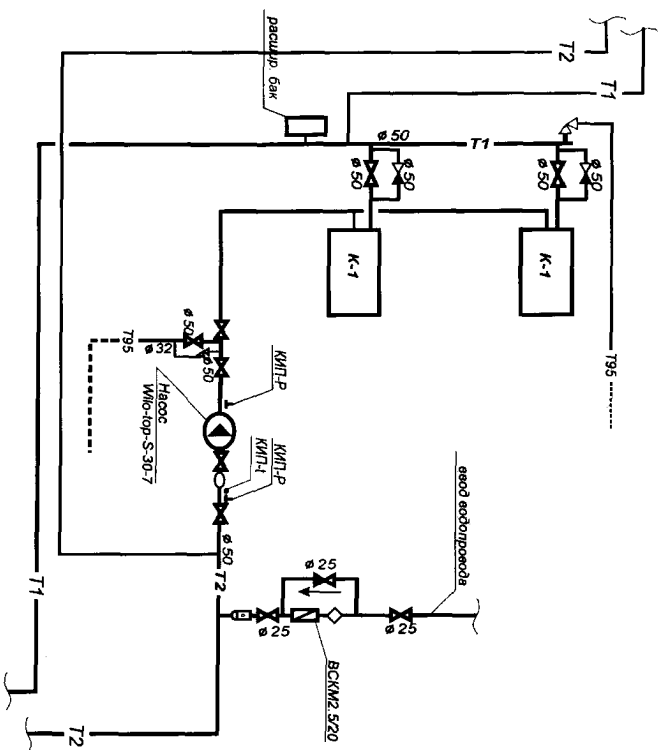 T2
T1
расшир. бак
ø 50
T1
ø 50
ø 50
ø 50
ø 50
К-1
К-1
T95
T95
ø 50
ø 32
ø 50
КИП-Р
Насос
Wilo-top-S-30-7
КИП-Р
КИП-t
ввод водопровода
ø 50
T2
ø 25
ø 25
ø 25
T1
ВСКМ2.5/20
T2